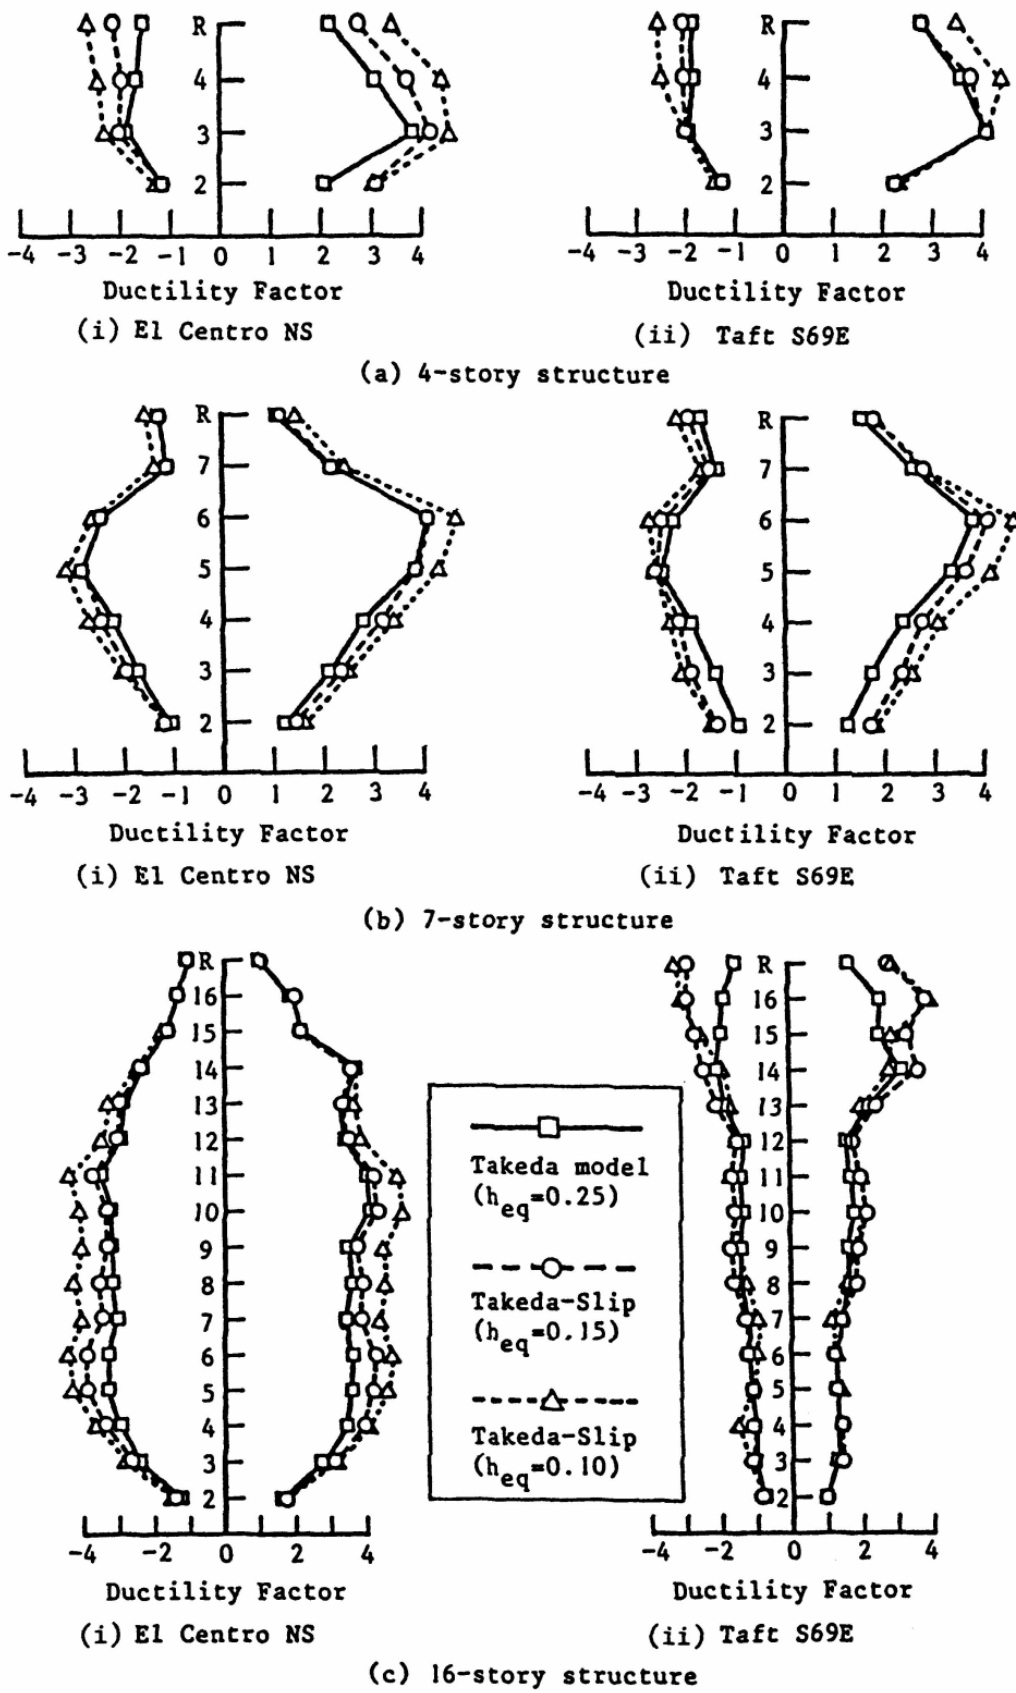 R R
4 4
3 3
2 2
-4 -3 -2 -1 0 1 2 3 4 -4 -3 -2 -1 0 1 2 3 4
Ductility Factor Ductility Factor
(i) El Centro NS (ii) Taft S69E
(a) 4-story structure
R R
7 7
6 6
5 5
4 4
3 3
2 2
-4 -3 -2 -1 0 1 2 3 4 -4 -3 -2 -1 0 1 2 3 4
Ductility Factor Ductility Factor
(i) El Centro NS (ii) Taft S69E
(b) 7-story structure
R R
16 16
15 15
14 14
13 13
12 12
11 11
10 10
9 9
8 8
7 7
6 6
5 5
4 4
3 3
2 2
Takeda model
(heq=0.25)
Takeda-Slip
(heq=0.15)
Takeda-Slip
(heq=0.10)
-4 -2 0 2 4 -4 -2 0 2 4
Ductility Factor Ductility Factor
(i) El Centro NS (ii) Taft S69E
(c) 16-story structure